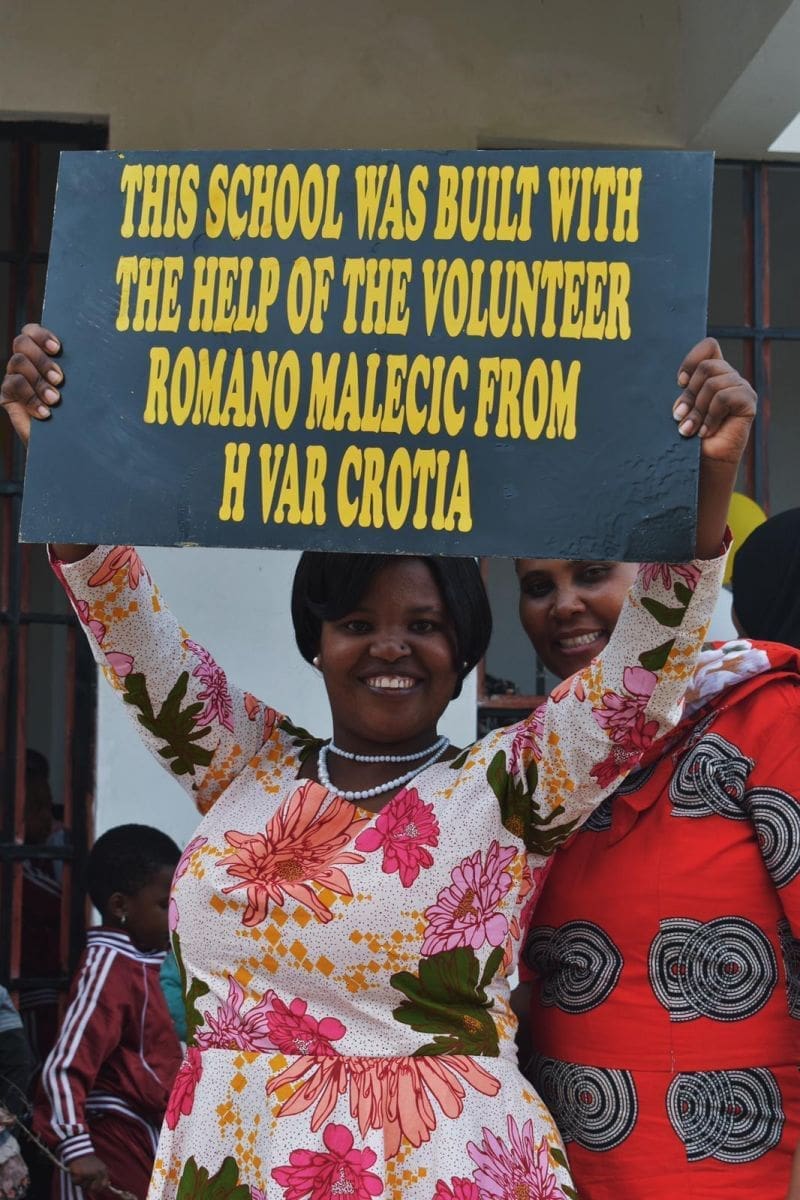 THIS SCHOOL WAS BUILT WITH
THE HELP OF THE VOLUNTEER
ROMANO MALECIC FROM
H VAR CROTIA